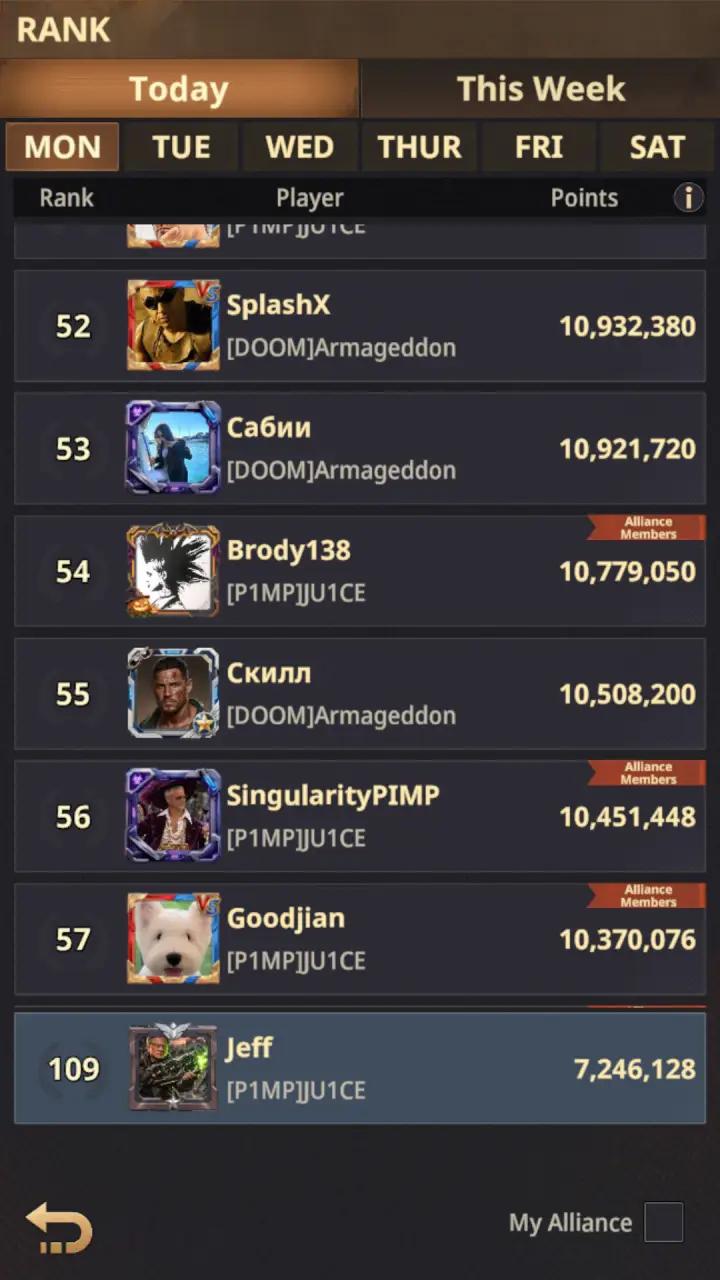 RANK
Today
This Week
MON
TUE
WED
THUR
FRI
SAT
Rank
Player
Points
[P1MP]JU1CE
52
SplashX
[DOOM]Armageddon
10,932,380
53
Сабии
[DOOM]Armageddon
10,921,720
Alliance
Members
54
Brody138
[P1MP]JU1CE
10,779,050
55
Скилл
[DOOM]Armageddon
10,508,200
Alliance
Members
56
SingularityPIMP
[P1MP]JU1CE
10,451,448
Alliance
Members
57
Goodjian
[P1MP]JU1CE
10,370,076
109
Jeff
[P1MP]JU1CE
7,246,128
My Alliance